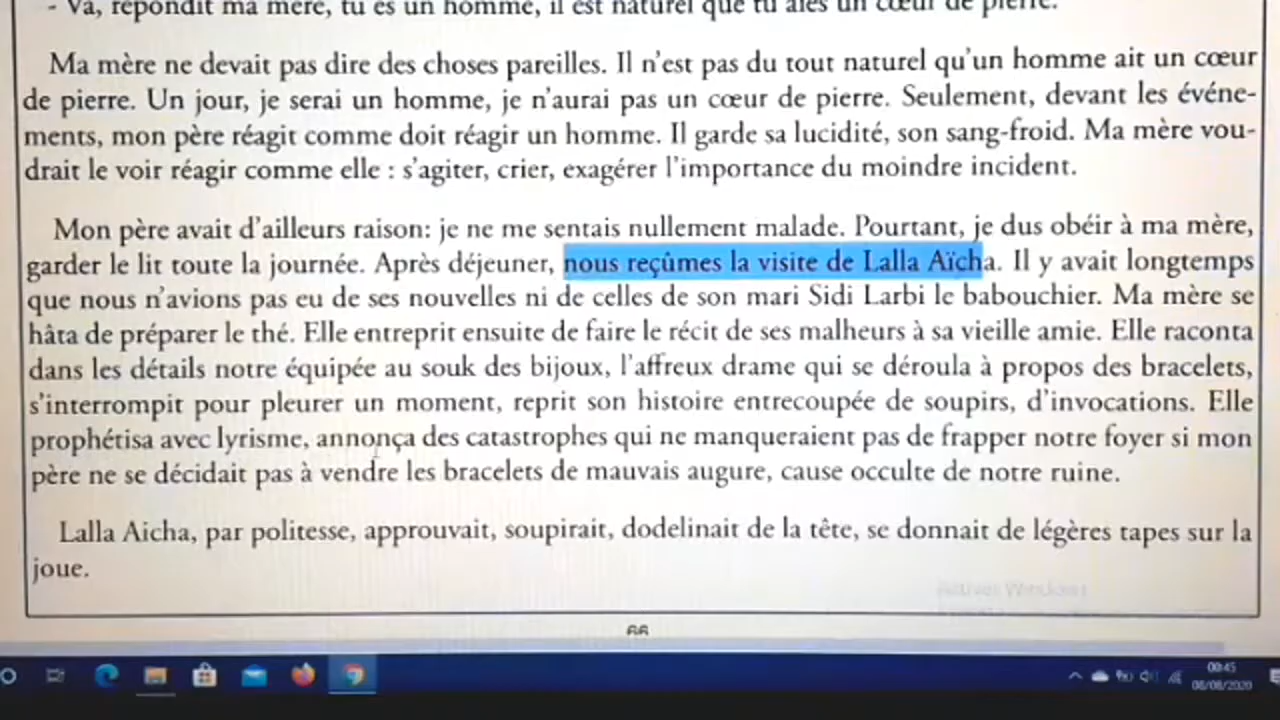 - Va, répondit ma mère, tu es un homme, il est naturel que tu aies un cœur de pierre.
Ma mère ne devait pas dire des choses pareilles. Il n'est pas du tout naturel qu'un homme ait un cœur
de pierre. Un jour, je serai un homme, je n'aurai pas un cœur de pierre. Seulement, devant les événe-
ments, mon père réagit comme doit réagir un homme. Il garde sa lucidité, son sang-froid. Ma mère vou-
drait le voir réagir comme elle : s'agiter, crier, exagérer l'importance du moindre incident.
Mon père avait d'ailleurs raison: je ne me sentais nullement malade. Pourtant, je dus obéir à ma mère,
garder le lit toute la journée. Après déjeuner, nous reçûmes la visite de Lalla Aïcha. Il y avait longtemps
que nous n'avions pas eu de ses nouvelles ni de celles de son mari Sidi Larbi le babouchier. Ma mère se
hâta de préparer le thé. Elle entreprit ensuite de faire le récit de ses malheurs à sa vieille amie. Elle raconta
dans les détails notre équipée au souk des bijoux, l'affreux drame qui se déroula à propos des bracelets,
s'interrompit pour pleurer un moment, reprit son histoire entrecoupée de soupirs, d'invocations. Elle
prophétisa avec lyrisme, annonça des catastrophes qui ne manqueraient pas de frapper notre foyer si mon
père ne se décidait pas à vendre les bracelets de mauvais augure, cause occulte de notre ruine.
Lalla Aicha, par politesse, approuvait, soupirait, dodelinait de la tête, se donnait de légères tapes sur la
joue.
Activer Windows
66
00:45
08/08/2020